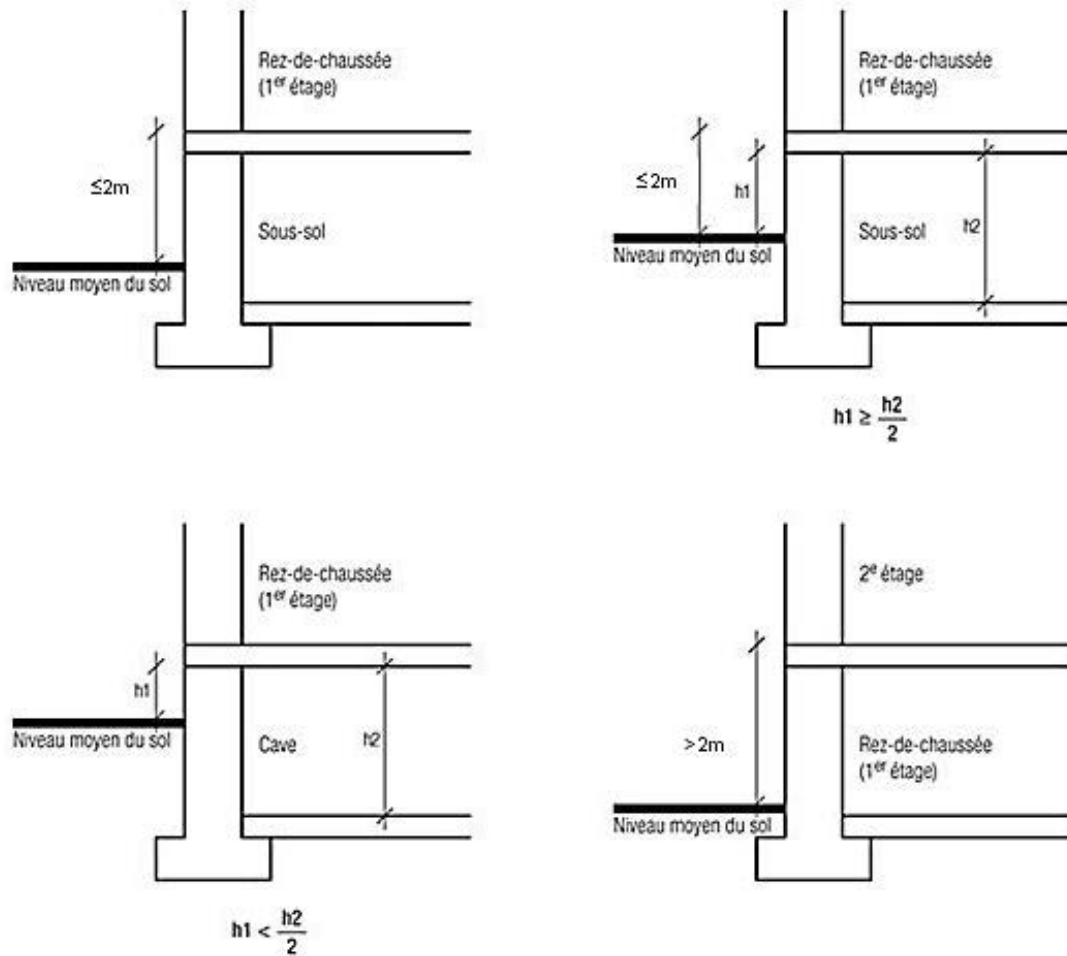 Rez-de-chaussée
(1er étage)
≤2m
Sous-sol
Niveau moyen du sol
Rez-de-chaussée
(1er étage)
≤2m
h1
Sous-sol
h2
Niveau moyen du sol
h1 ≥ h2/2
Rez-de-chaussée
(1er étage)
h1
Niveau moyen du sol
Cave
h2
h1 < h2/2
2e étage
>2m
Rez-de-chaussée
(1er étage)
Niveau moyen du sol